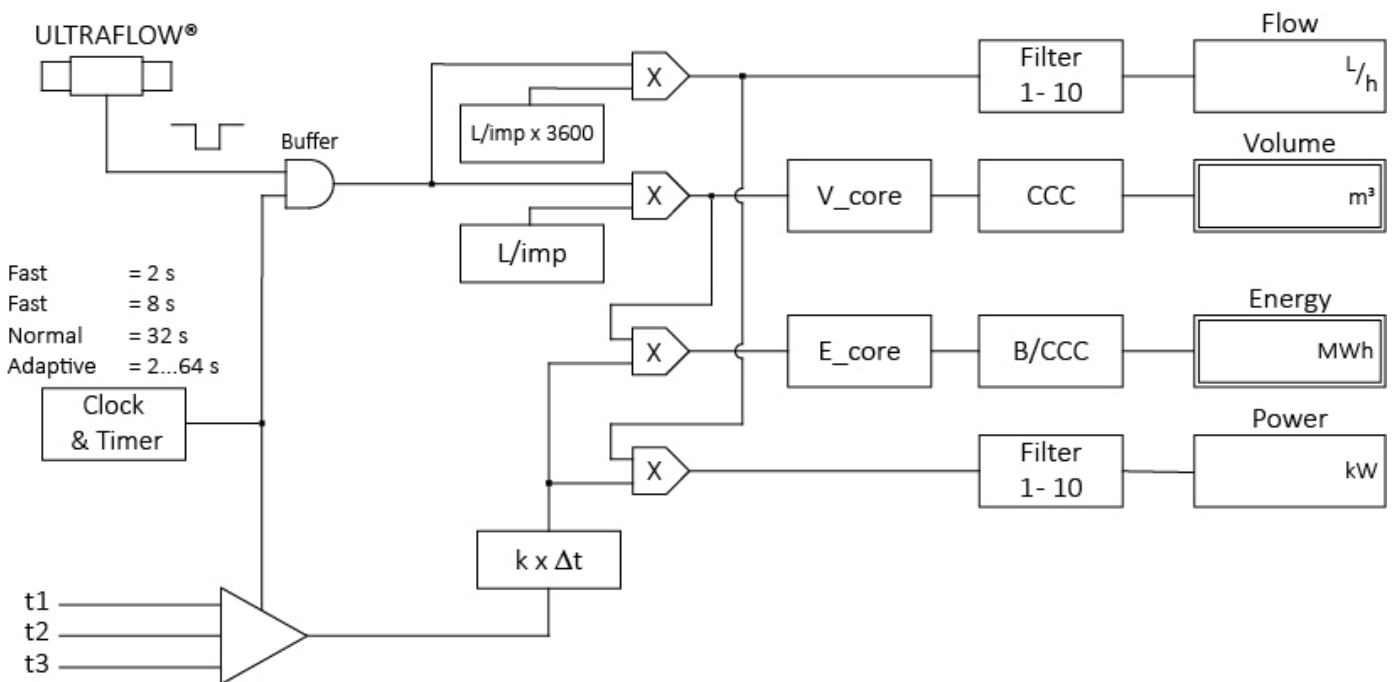 ULTRAFLOW®
Buffer
X
L/imp x 3600
Filter
1- 10
Flow
L/h
X
L/imp
V_core
CCC
Volume
m³
Fast = 2 s
Fast = 8 s
Normal = 32 s
Adaptive = 2...64 s
Clock
& Timer
X
E_core
B/CCC
Energy
MWh
X
Filter
1- 10
Power
kW
k x Δt
t1
t2
t3